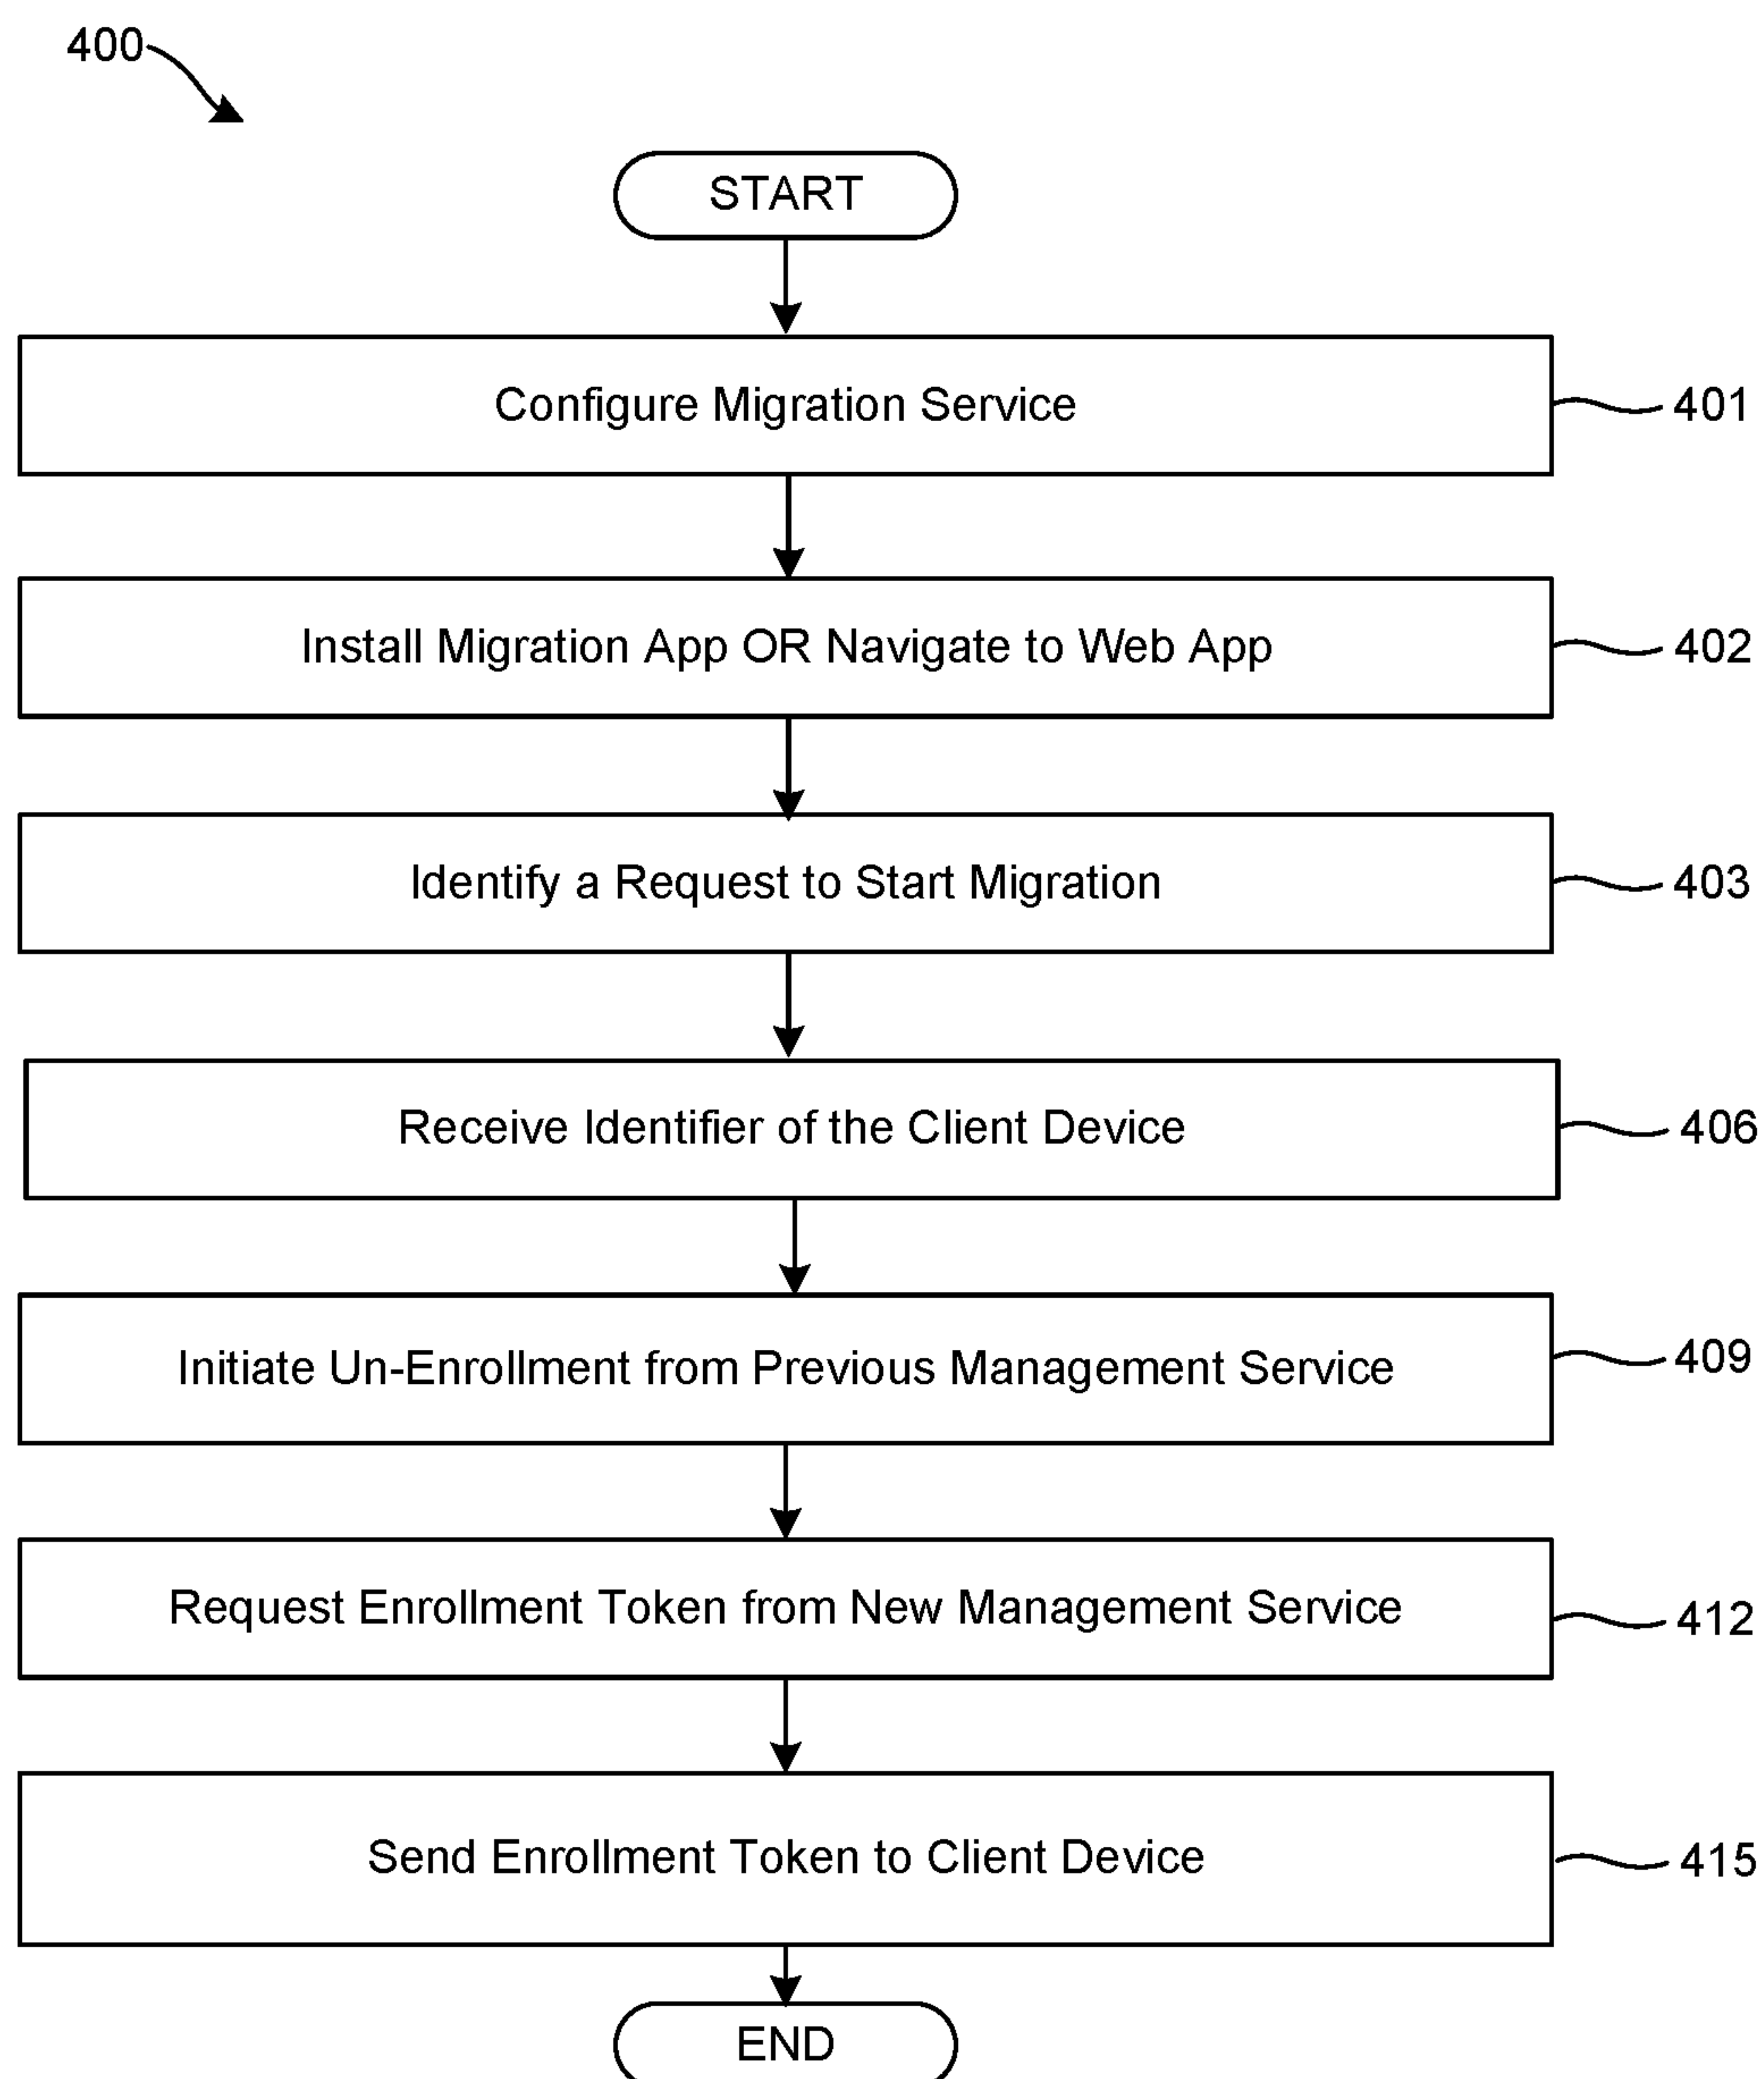 400
START
Configure Migration Service
401
Install Migration App OR Navigate to Web App
402
Identify a Request to Start Migration
403
Receive Identifier of the Client Device
406
Initiate Un-Enrollment from Previous Management Service
409
Request Enrollment Token from New Management Service
412
Send Enrollment Token to Client Device
415
END